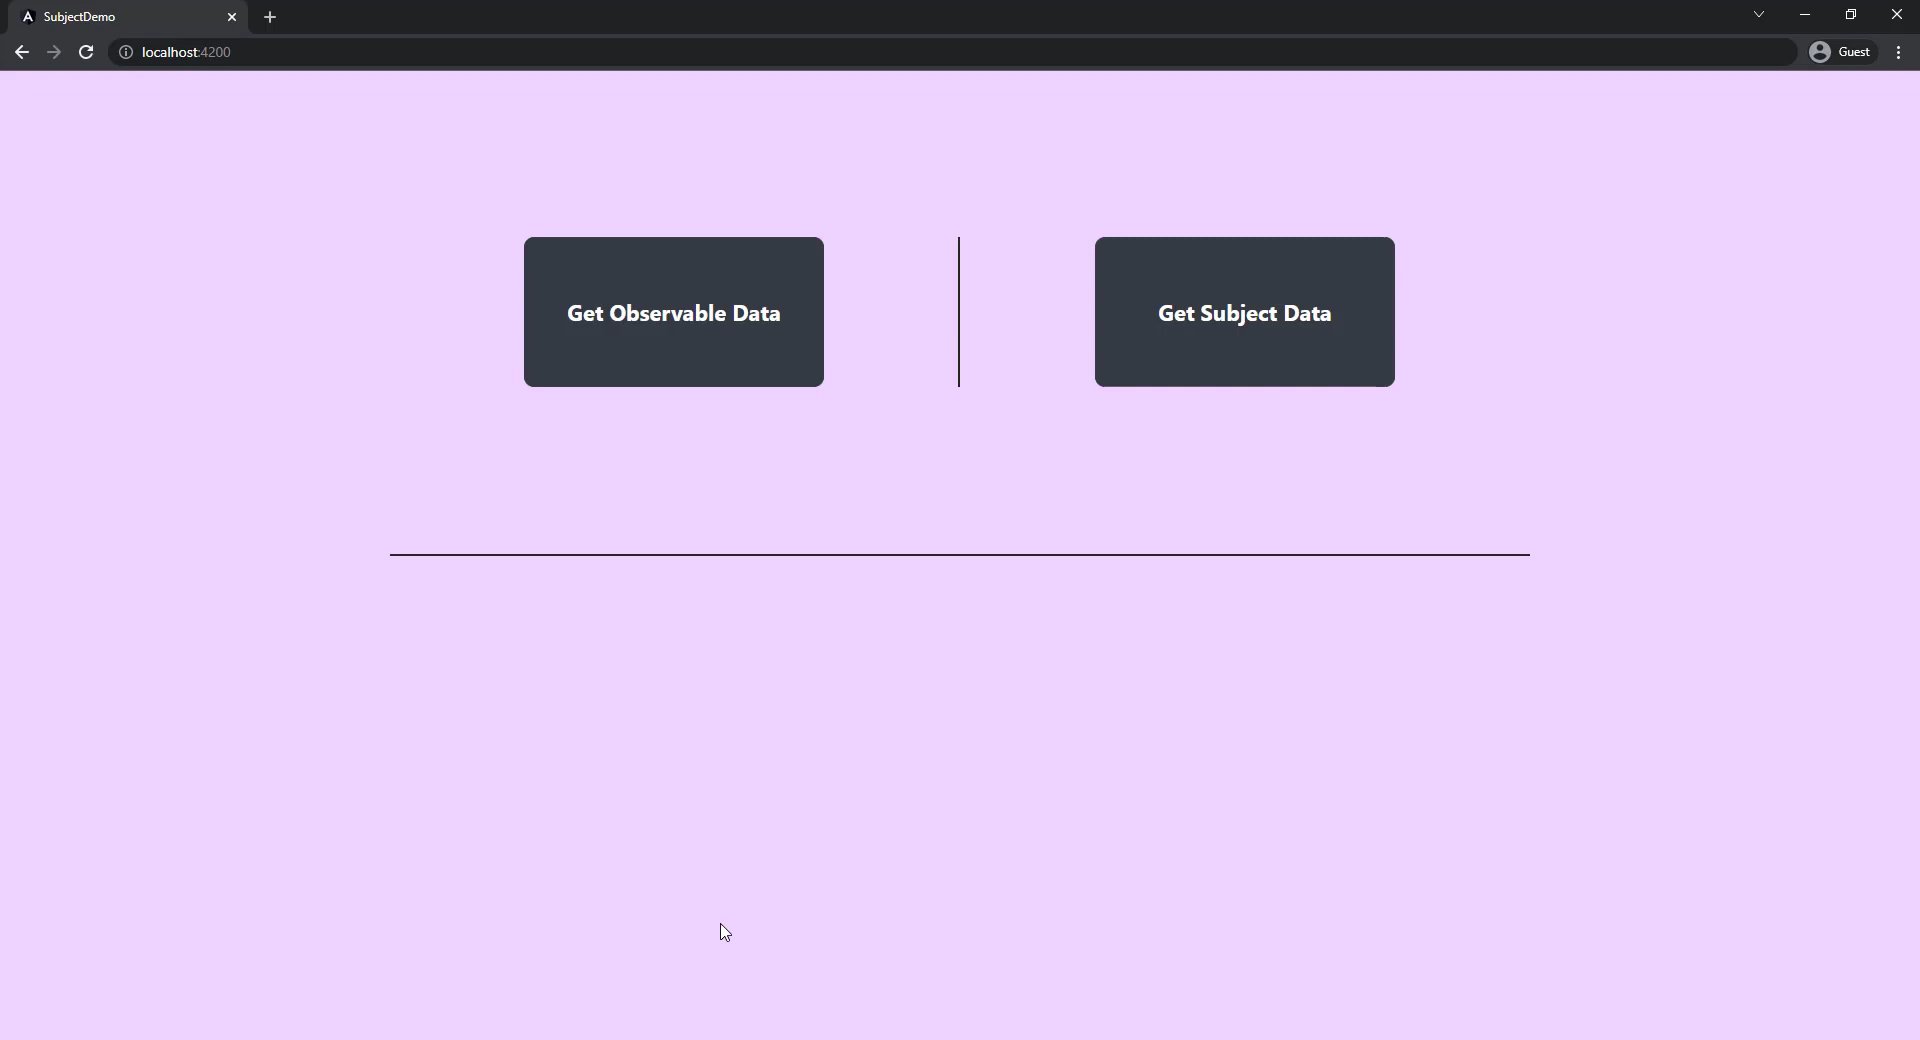 SubjectDemo
localhost:4200
Guest
Get Observable Data
Get Subject Data